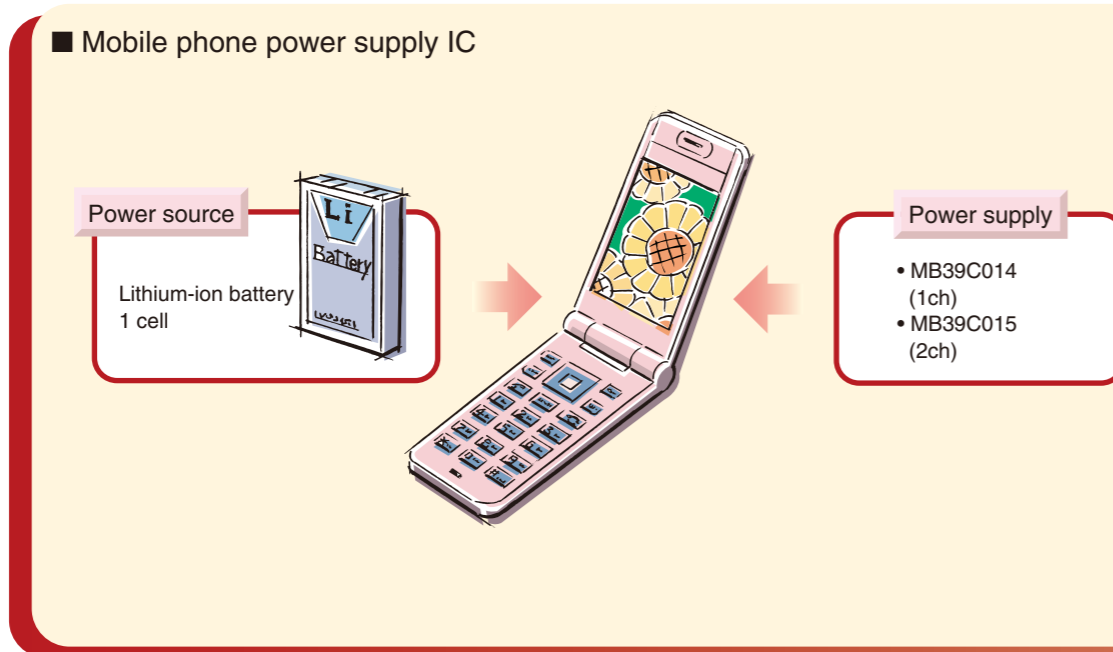 ■ Mobile phone power supply IC
Power source
Lithium-ion battery
1 cell
Li
Battery
Power supply
• MB39C014
(1ch)
• MB39C015
(2ch)